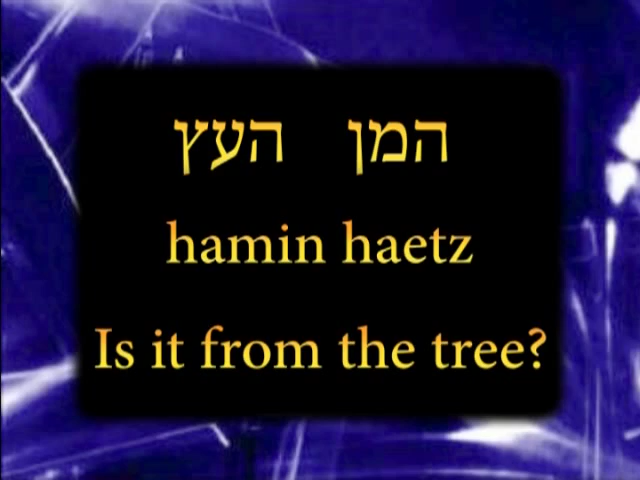 המן העץ
hamin haetz
Is it from the tree?